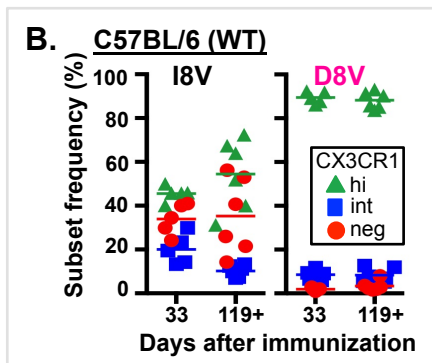 B. C57BL/6 (WT)
I8V D8V
Subset frequency (%)
100
80
60
40
20
0
CX3CR1
hi
int
neg
33 119+ 33 119+
Days after immunization